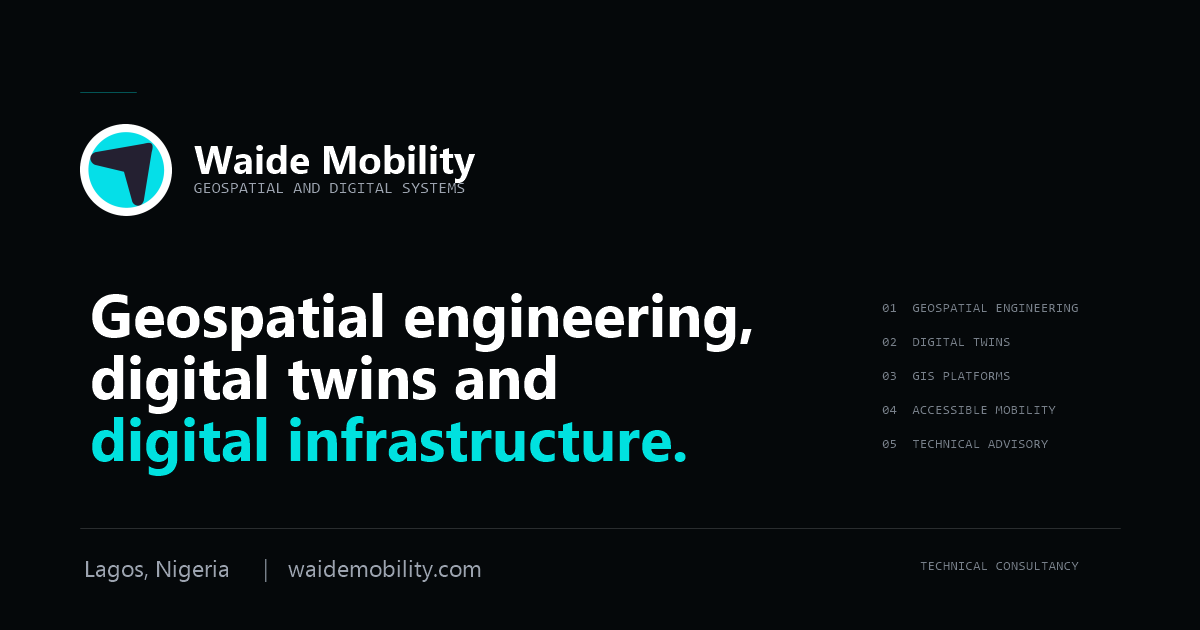 Waide Mobility
GEOSPATIAL AND DIGITAL SYSTEMS
Geospatial engineering,
digital twins and
digital infrastructure.
01 GEOSPATIAL ENGINEERING
02 DIGITAL TWINS
03 GIS PLATFORMS
04 ACCESSIBLE MOBILITY
05 TECHNICAL ADVISORY
Lagos, Nigeria | waidemobility.com
TECHNICAL CONSULTANCY